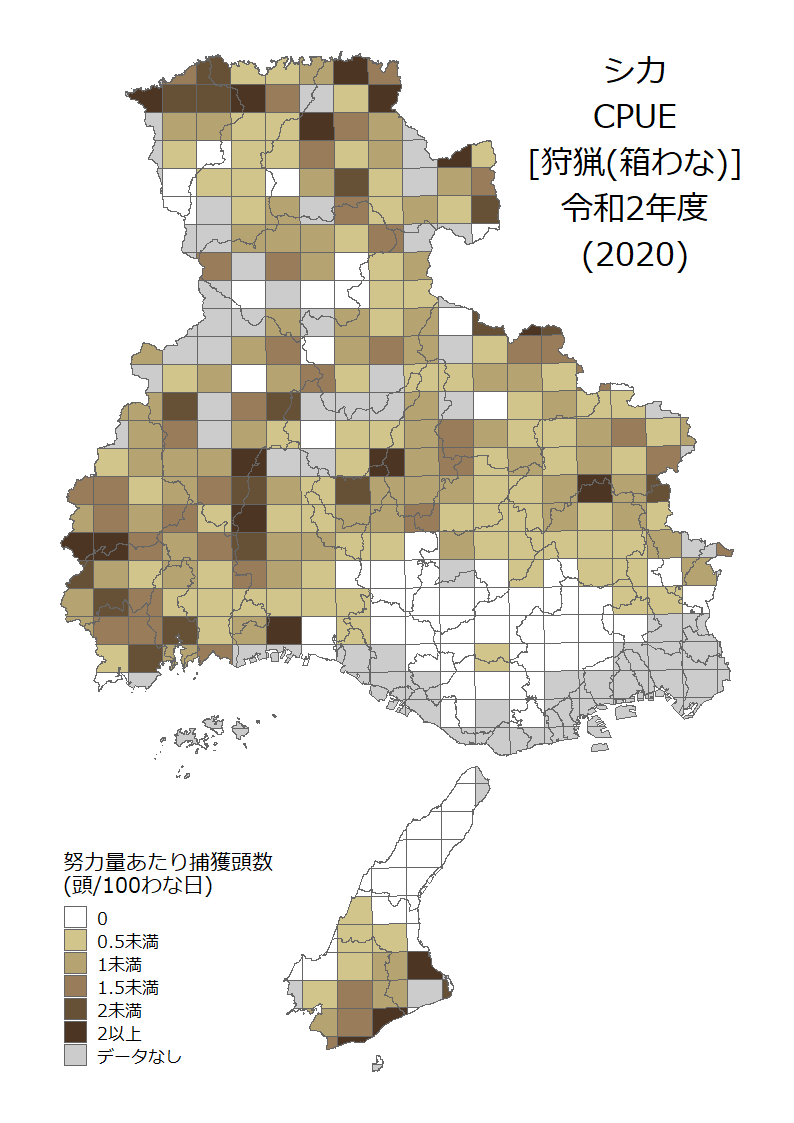 シカ
CPUE
[狩猟(箱わな)]
令和2年度
(2020)
努力量あたり捕獲頭数
(頭/100わな日)
0
0.5未満
1未満
1.5未満
2未満
2以上
データなし